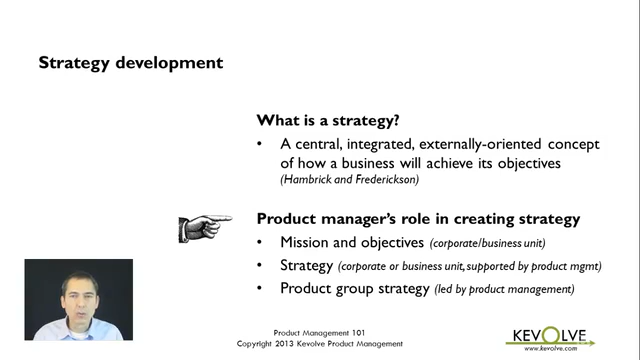 Strategy development
What is a strategy?
• A central, integrated, externally-oriented concept
of how a business will achieve its objectives
(Hambrick and Frederickson)
Product manager's role in creating strategy
• Mission and objectives (corporate/business unit)
• Strategy (corporate or business unit, supported by product mgmt)
• Product group strategy (led by product management)
Product Management 101
Copyright 2013 Kevolve Product Management
KEVOLVE
www.kevolve.com